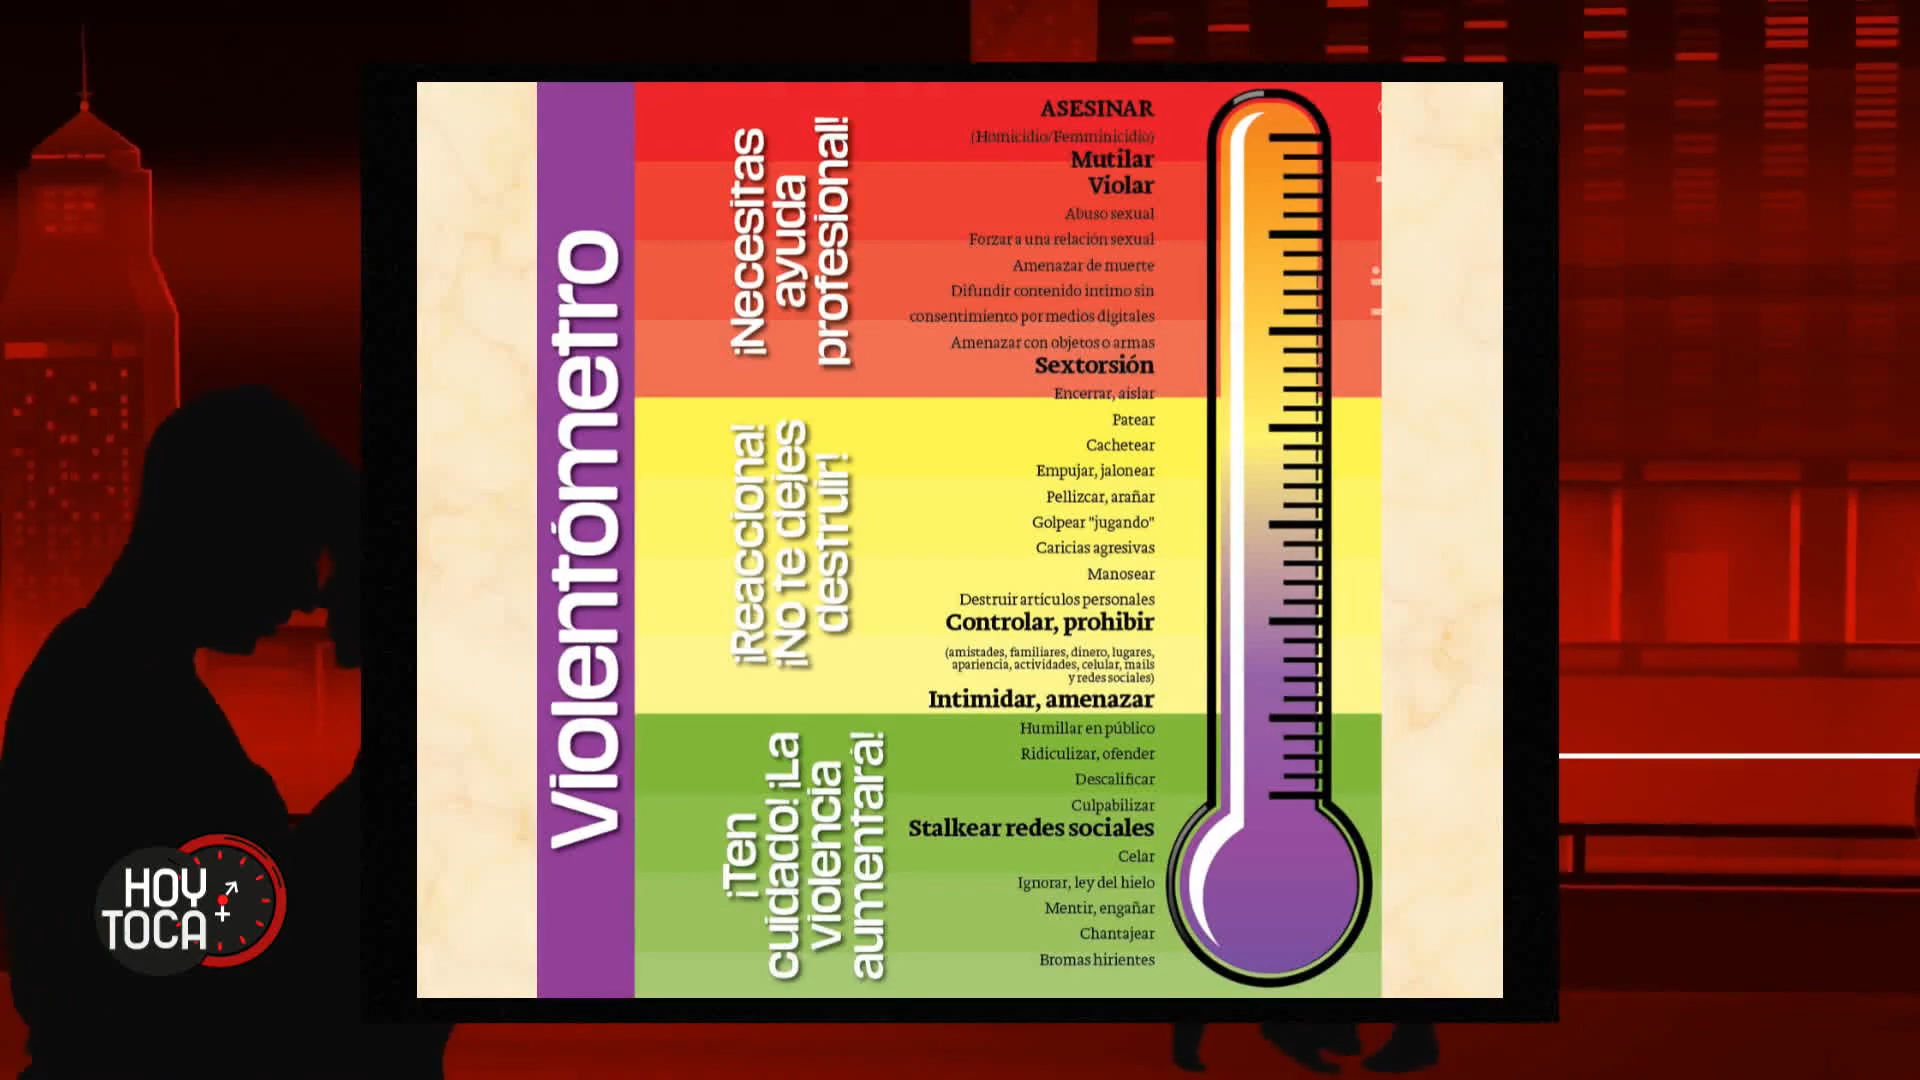 Violentómetro
¡Necesitas
ayuda
profesional!
¡Reacciona!
¡No te dejes
destruir!
¡Ten
cuidado! ¡La
violencia
aumentará!
ASESINAR
(Homicidio/Femminicidio)
Mutilar
Violar
Abuso sexual
Forzar a una relación sexual
Amenazar de muerte
Difundir contenido intimo sin
consentimiento por medios digitales
Amenazar con objetos o armas
Sextorsión
Encerrar, aislar
Patear
Cachetear
Empujar, jalonear
Pellizcar, arañar
Golpear "jugando"
Caricias agresivas
Manosear
Destruir artículos personales
Controlar, prohibir
(amistades, familiares, dinero, lugares,
apariencia, actividades, celular, mails
y redes sociales)
Intimidar, amenazar
Humillar en público
Ridiculizar, ofender
Descalificar
Culpabilizar
Stalkear redes sociales
Celar
Ignorar, ley del hielo
Mentir, engañar
Chantajear
Bromas hirientes
HOY
TOCA